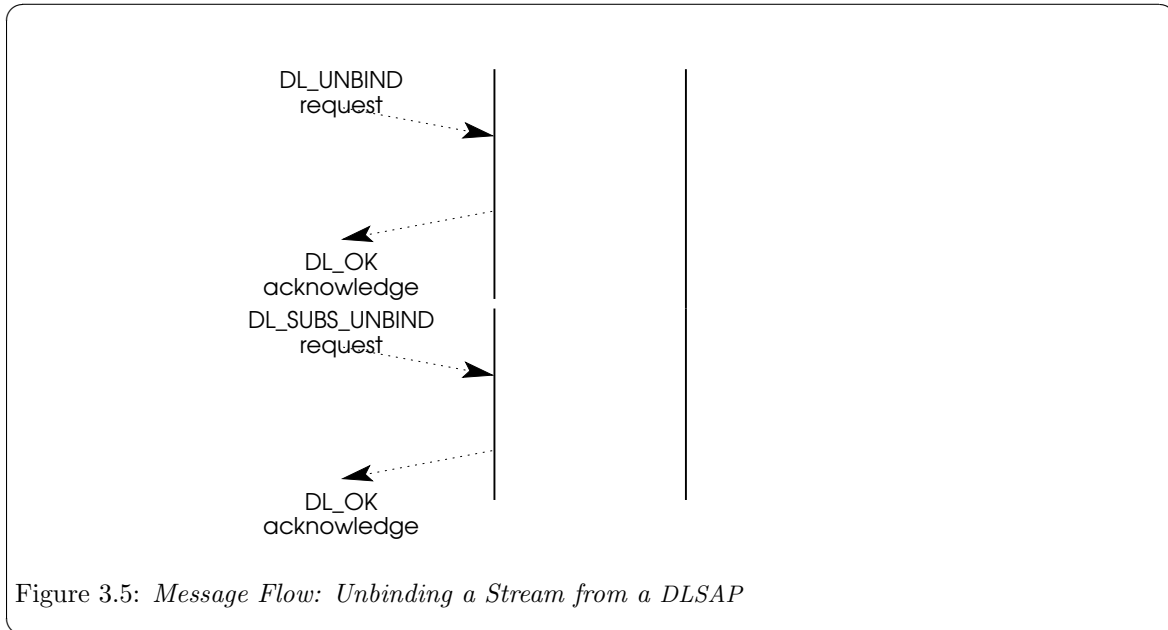 DL_UNBIND
request
DL_OK
acknowledge
DL_SUBS_UNBIND
request
DL_OK
acknowledge
Figure 3.5: Message Flow: Unbinding a Stream from a DLSAP